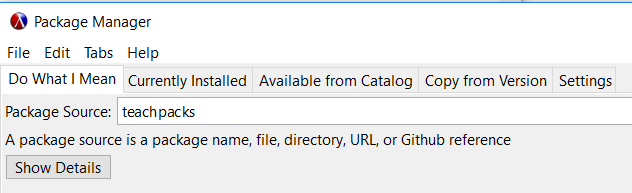 Package Manager
File Edit Tabs Help
Do What I Mean Currently Installed Available from Catalog Copy from Version Settings
Package Source: teachpacks
A package source is a package name, file, directory, URL, or Github reference
Show Details